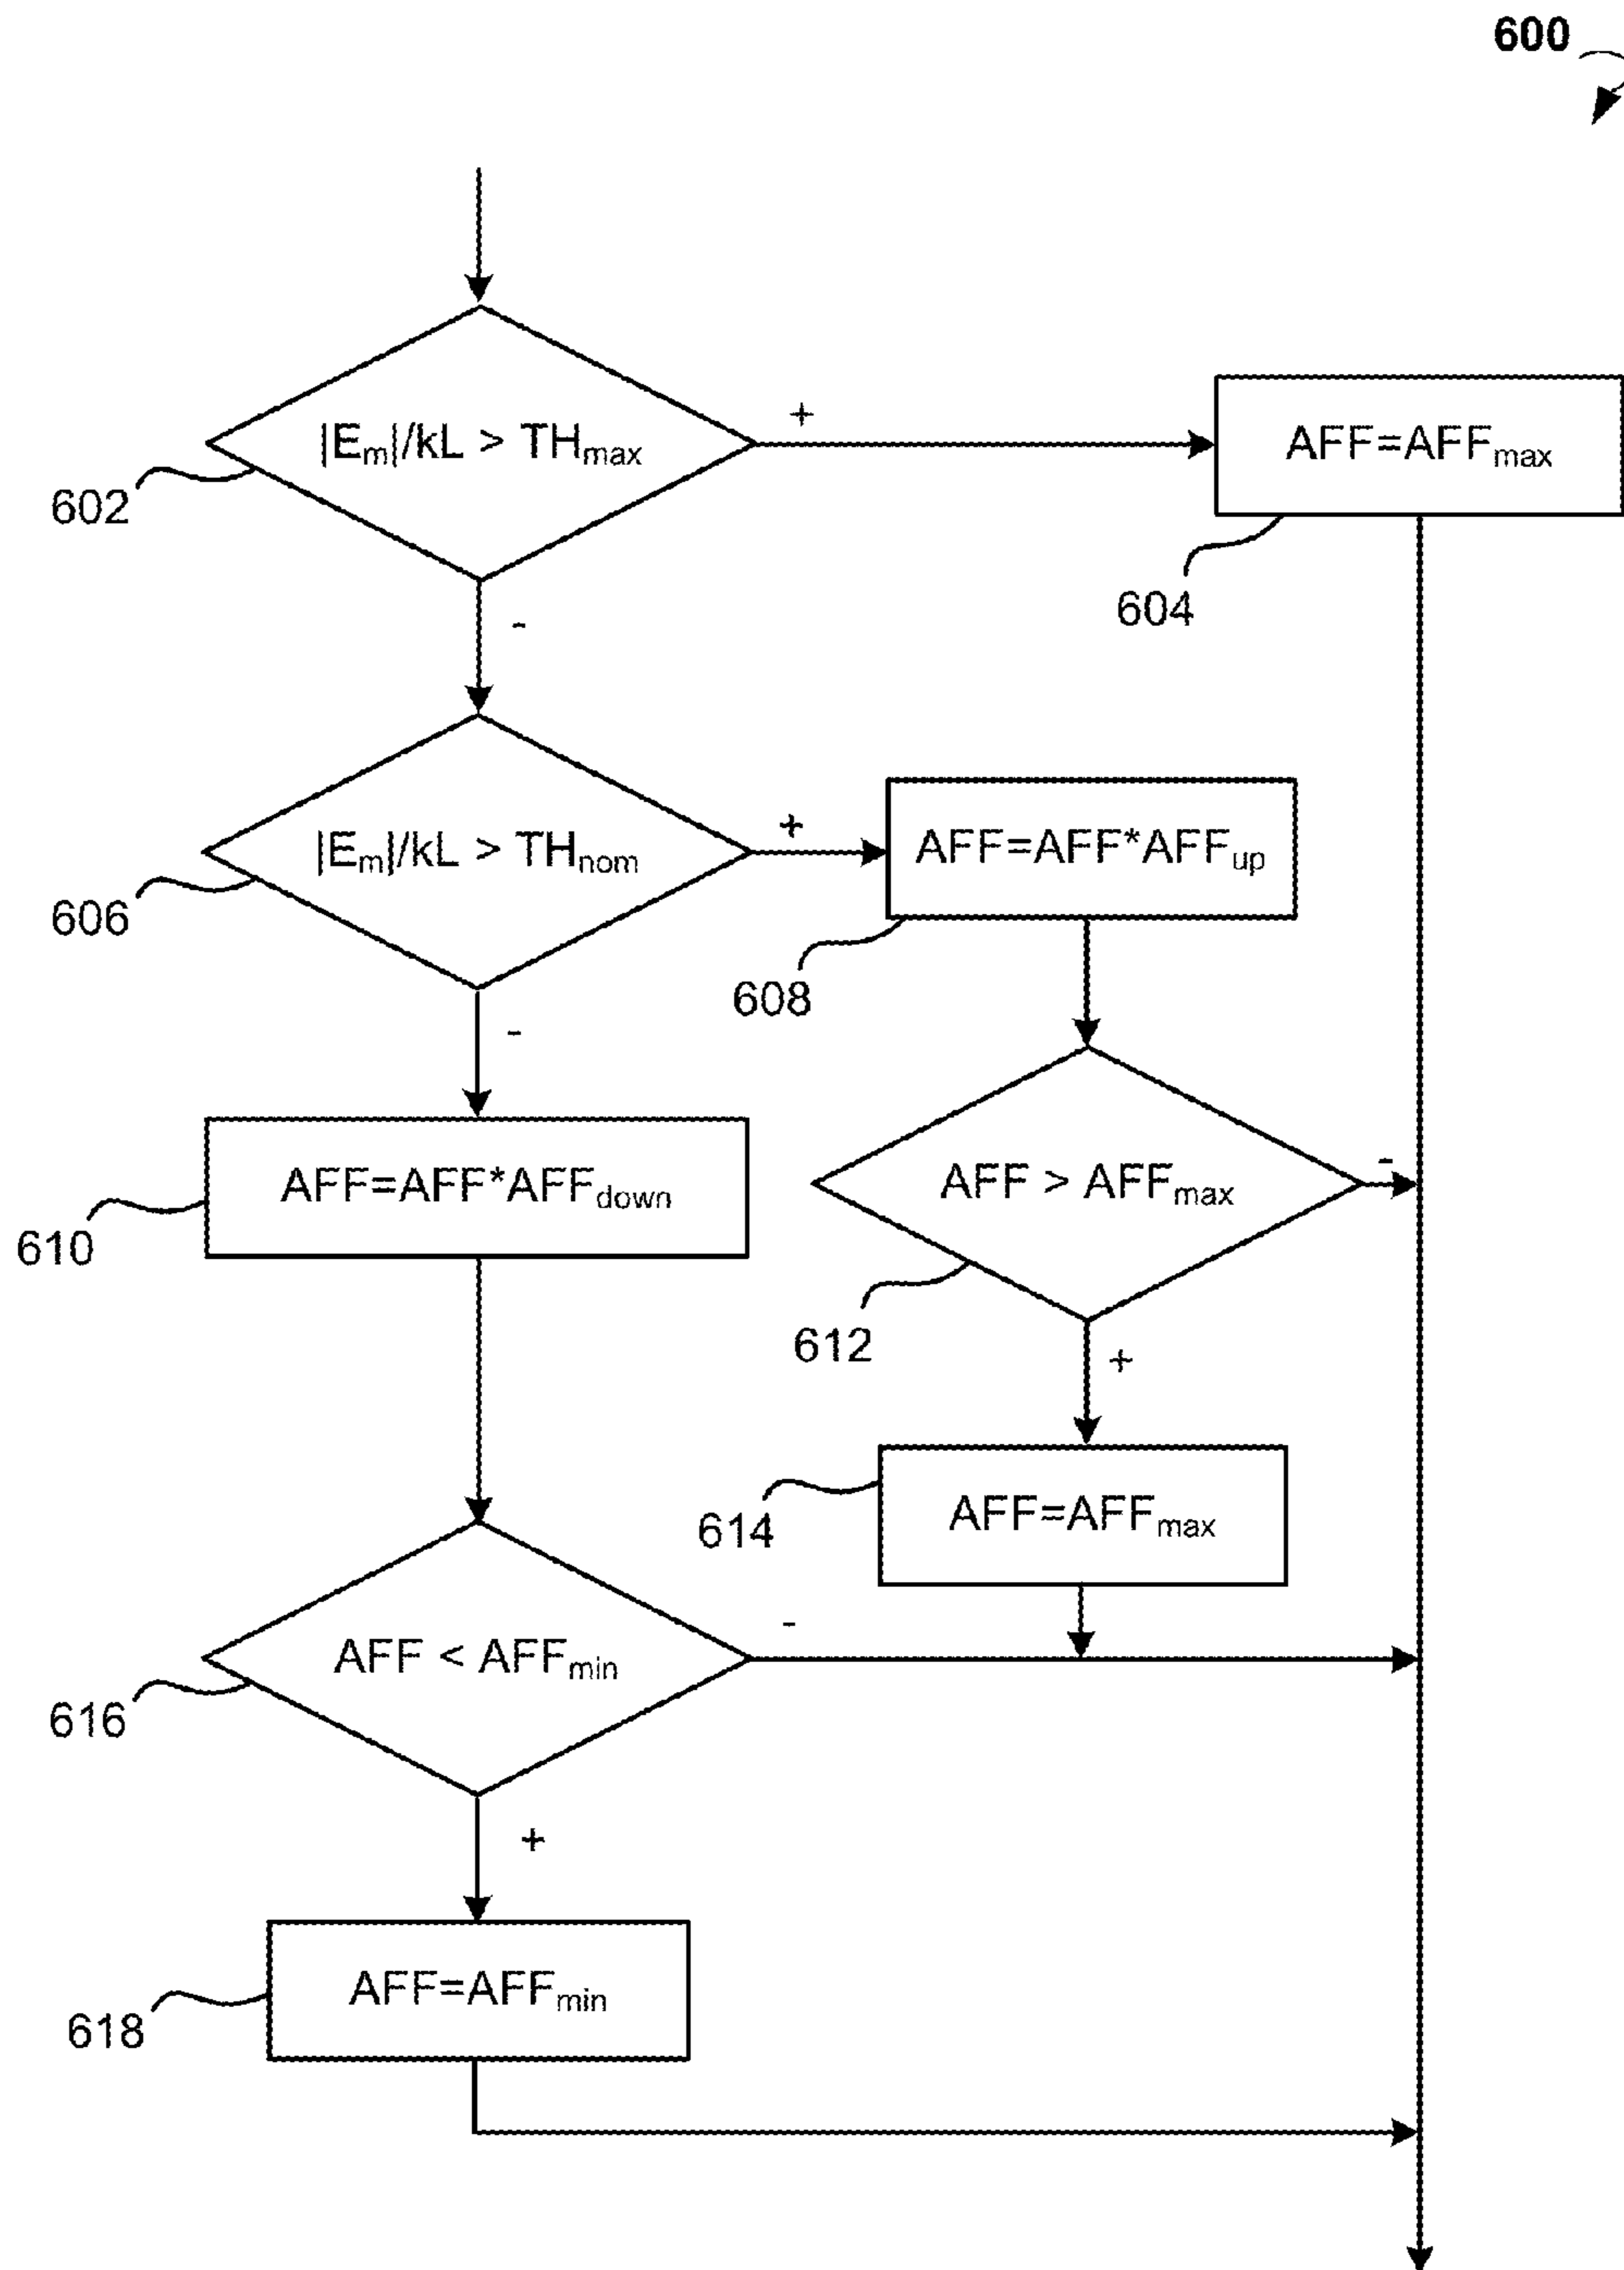 600
|Eₘ|/kL > THmax
+
AFF=AFFmax
602
604
-
|Eₘ|/kL > THnom
+
AFF=AFF*AFFup
606
608
-
AFF=AFF*AFFdown
AFF > AFFmax
-
610
612
+
614
AFF=AFFmax
AFF < AFFmin
-
616
+
AFF=AFFmin
618